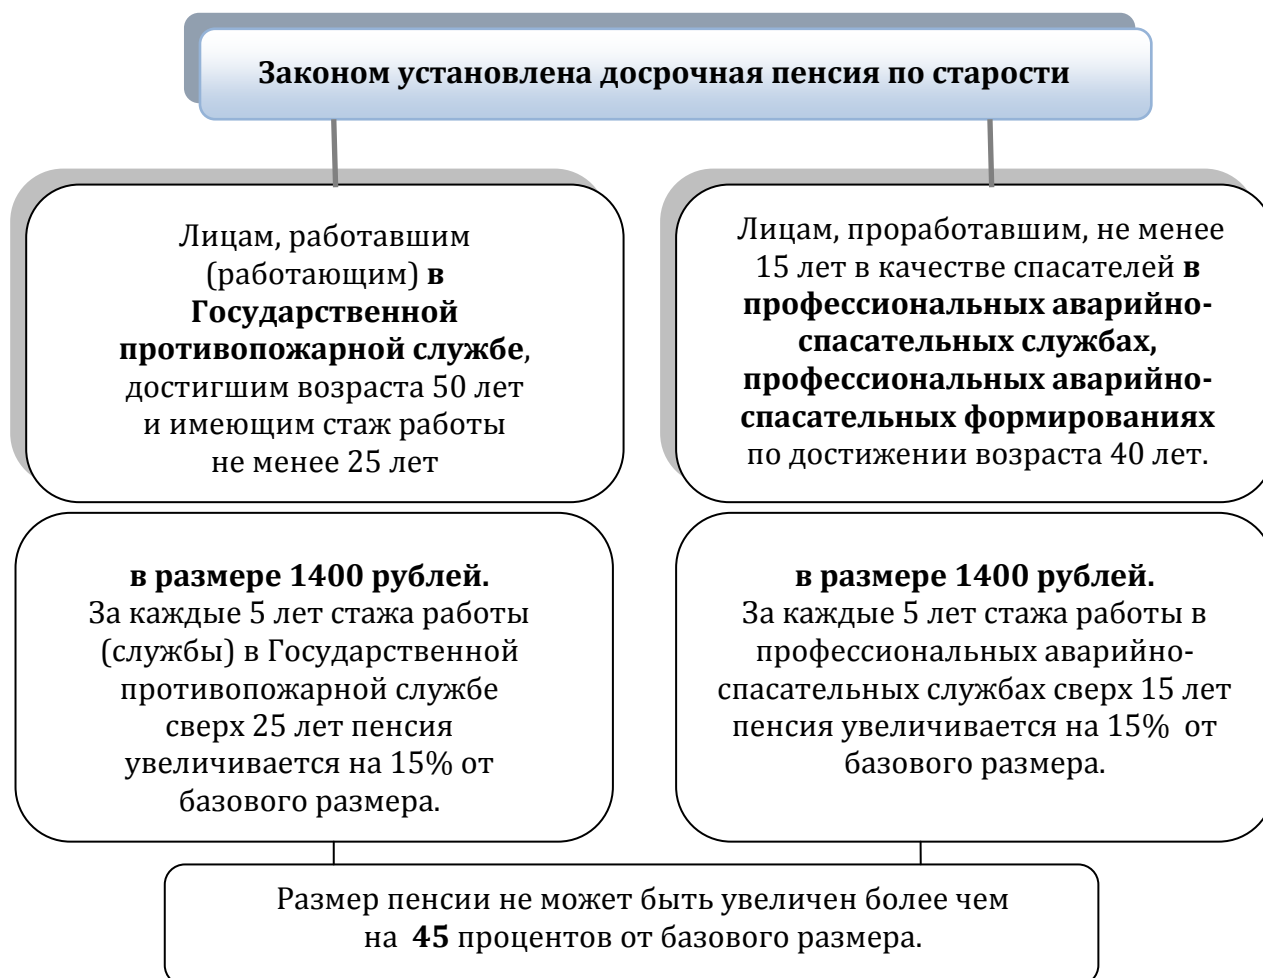 Законом установлена досрочная пенсия по старости
Лицам, работавшим
(работающим) в
Государственной
противопожарной службе,
достигшим возраста 50 лет
и имеющим стаж работы
не менее 25 лет
Лицам, проработавшим, не менее
15 лет в качестве спасателей в
профессиональных аварийно-
спасательных службах,
профессиональных аварийно-
спасательных формированиях
по достижении возраста 40 лет.
в размере 1400 рублей.
За каждые 5 лет стажа работы
(службы) в Государственной
противопожарной службе
сверх 25 лет пенсия
увеличивается на 15% от
базового размера.
в размере 1400 рублей.
За каждые 5 лет стажа работы в
профессиональных аварийно-
спасательных службах сверх 15 лет
пенсия увеличивается на 15% от
базового размера.
Размер пенсии не может быть увеличен более чем
на 45 процентов от базового размера.